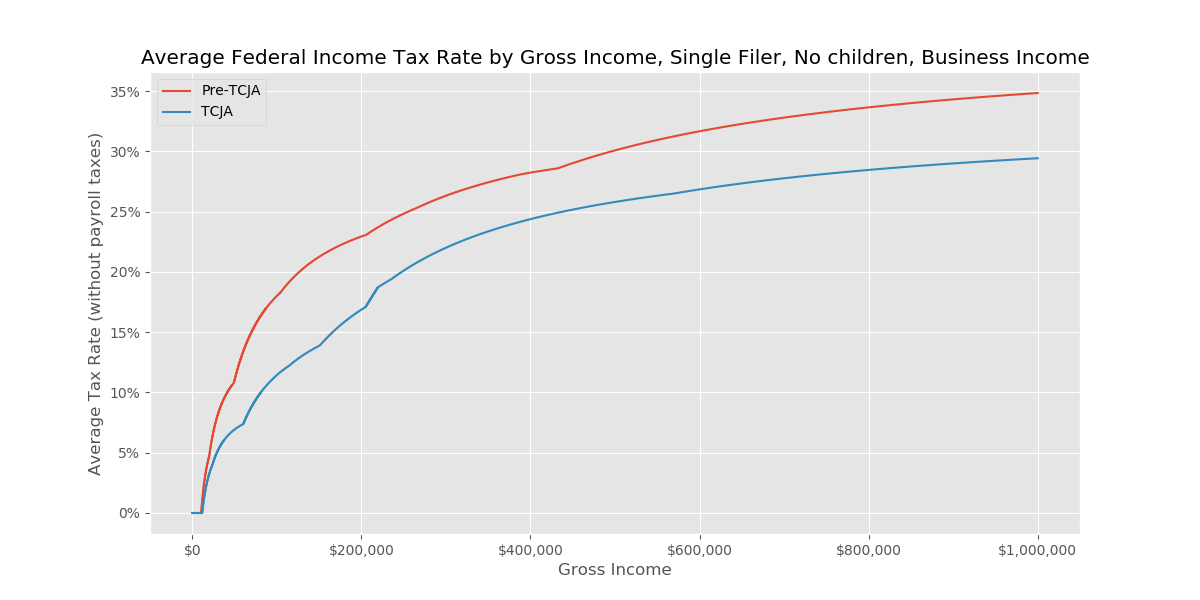 Average Federal Income Tax Rate by Gross Income, Single Filer, No children, Business Income
Pre-TCJA
TCJA
Average Tax Rate (without payroll taxes)
35%
30%
25%
20%
15%
10%
5%
0%
$0
$200,000
$400,000
$600,000
$800,000
$1,000,000
Gross Income